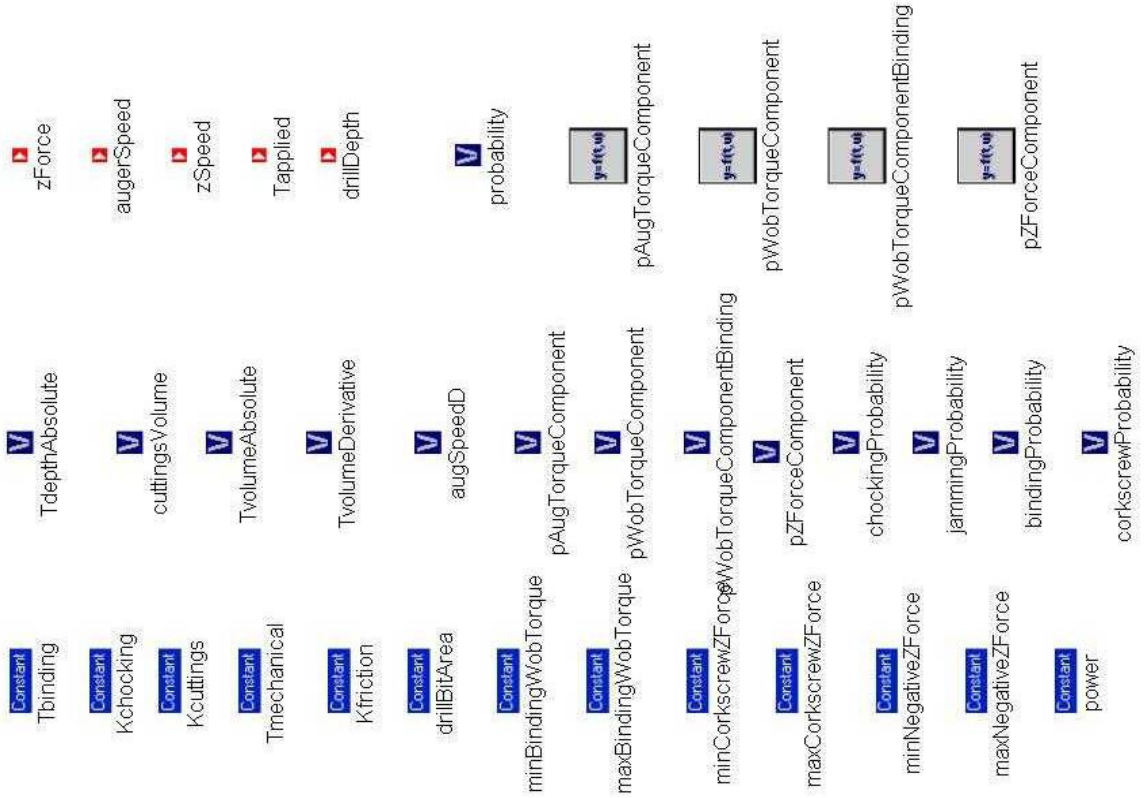 Constant
Tbinding
Constant
Kchocking
Constant
Kcuttings
Constant
Tmechanical
Constant
Kfriction
Constant
drillBitArea
Constant
minBindingWobTorque
Constant
maxBindingWobTorque
Constant
minCorkscrewZForce
Constant
maxCorkscrewZForce
Constant
minNegativeZForce
Constant
maxNegativeZForce
Constant
power
V
TdepthAbsolute
V
cuttingsVolume
V
TvolumeAbsolute
V
TvolumeDerivative
V
augSpeedD
V
pAugTorqueComponent
V
pWobTorqueComponent
V
pWobTorqueComponentBinding
V
pZForceComponent
V
chockingProbability
V
jammingProbability
V
bindingProbability
V
corkscrewProbability
zForce
augerSpeed
zSpeed
Tapplied
drillDepth
V
probability
y=f(t,u)
pAugTorqueComponent
y=f(t,u)
pWobTorqueComponent
y=f(t,u)
pWobTorqueComponentBinding
y=f(t,u)
pZForceComponent